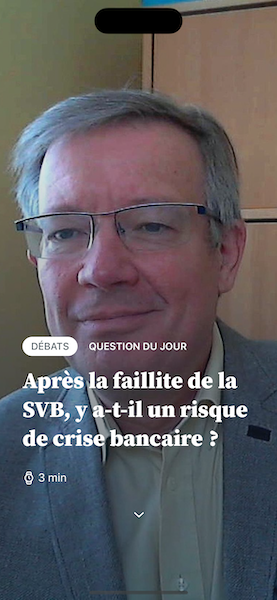 DÉBATS QUESTION DU JOUR
Après la faillite de la
SVB, y a-t-il un risque
de crise bancaire ?
3 min